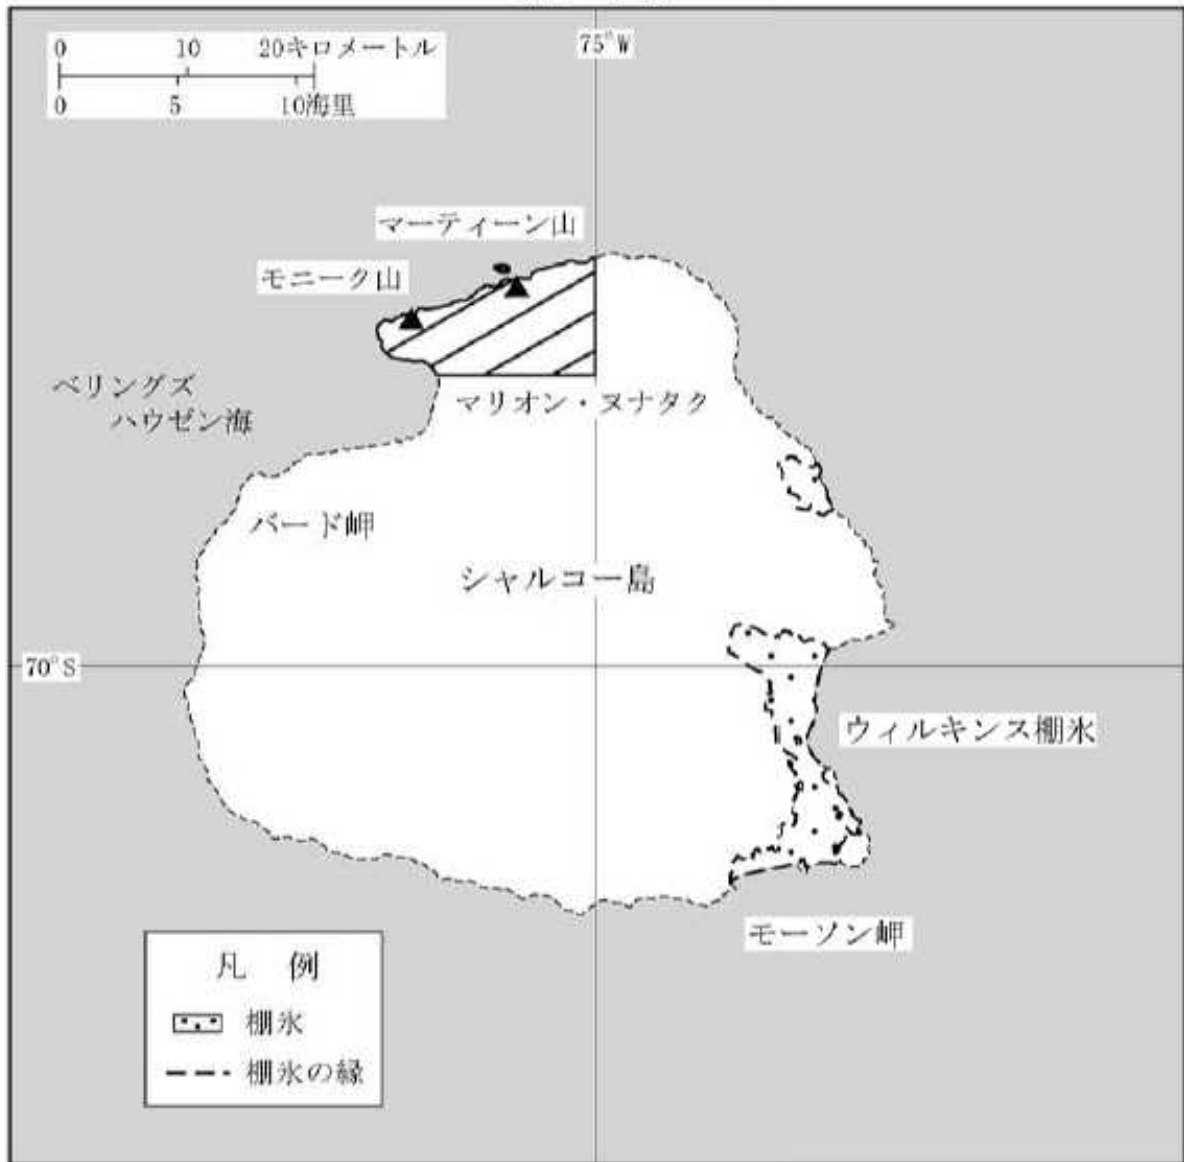 0 10 20キロメートル
0 5 10海里
75°W
マーティーン山
モニーク山
ベリングズ
ハウゼン海
マリオン・ヌナタク
バード岬
シャルコー島
70°S
ウィルキンス棚氷
モーソン岬
凡 例
棚氷
棚氷の縁